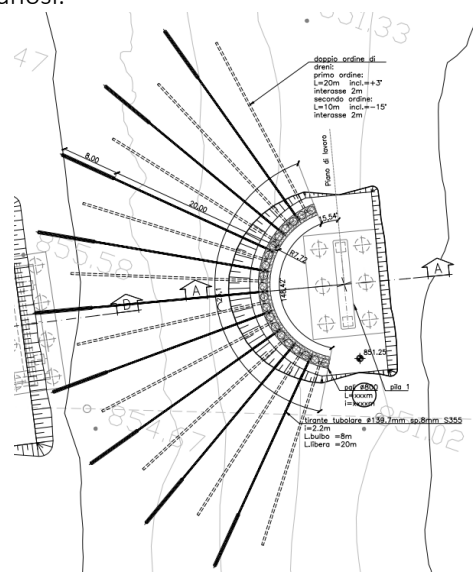 851,33
47
doppio ordine di
dreni:
primo ordine:
L=20m incl.=+3°
interasse 2m
secondo ordine:
L=10m incl.=-15°
interasse 2m
Piano di lavoro
8.00
20.00
5.54
R7.72
148.42°
855,58
A
A
D
851.25
pali ø800 pila 1
L=xxxm
i=xxxm
854,87
851,02
tirante tubolare ø139.7mm sp.8mm S355
i=2.2m
L.bulbo =8m
L.libera =20m